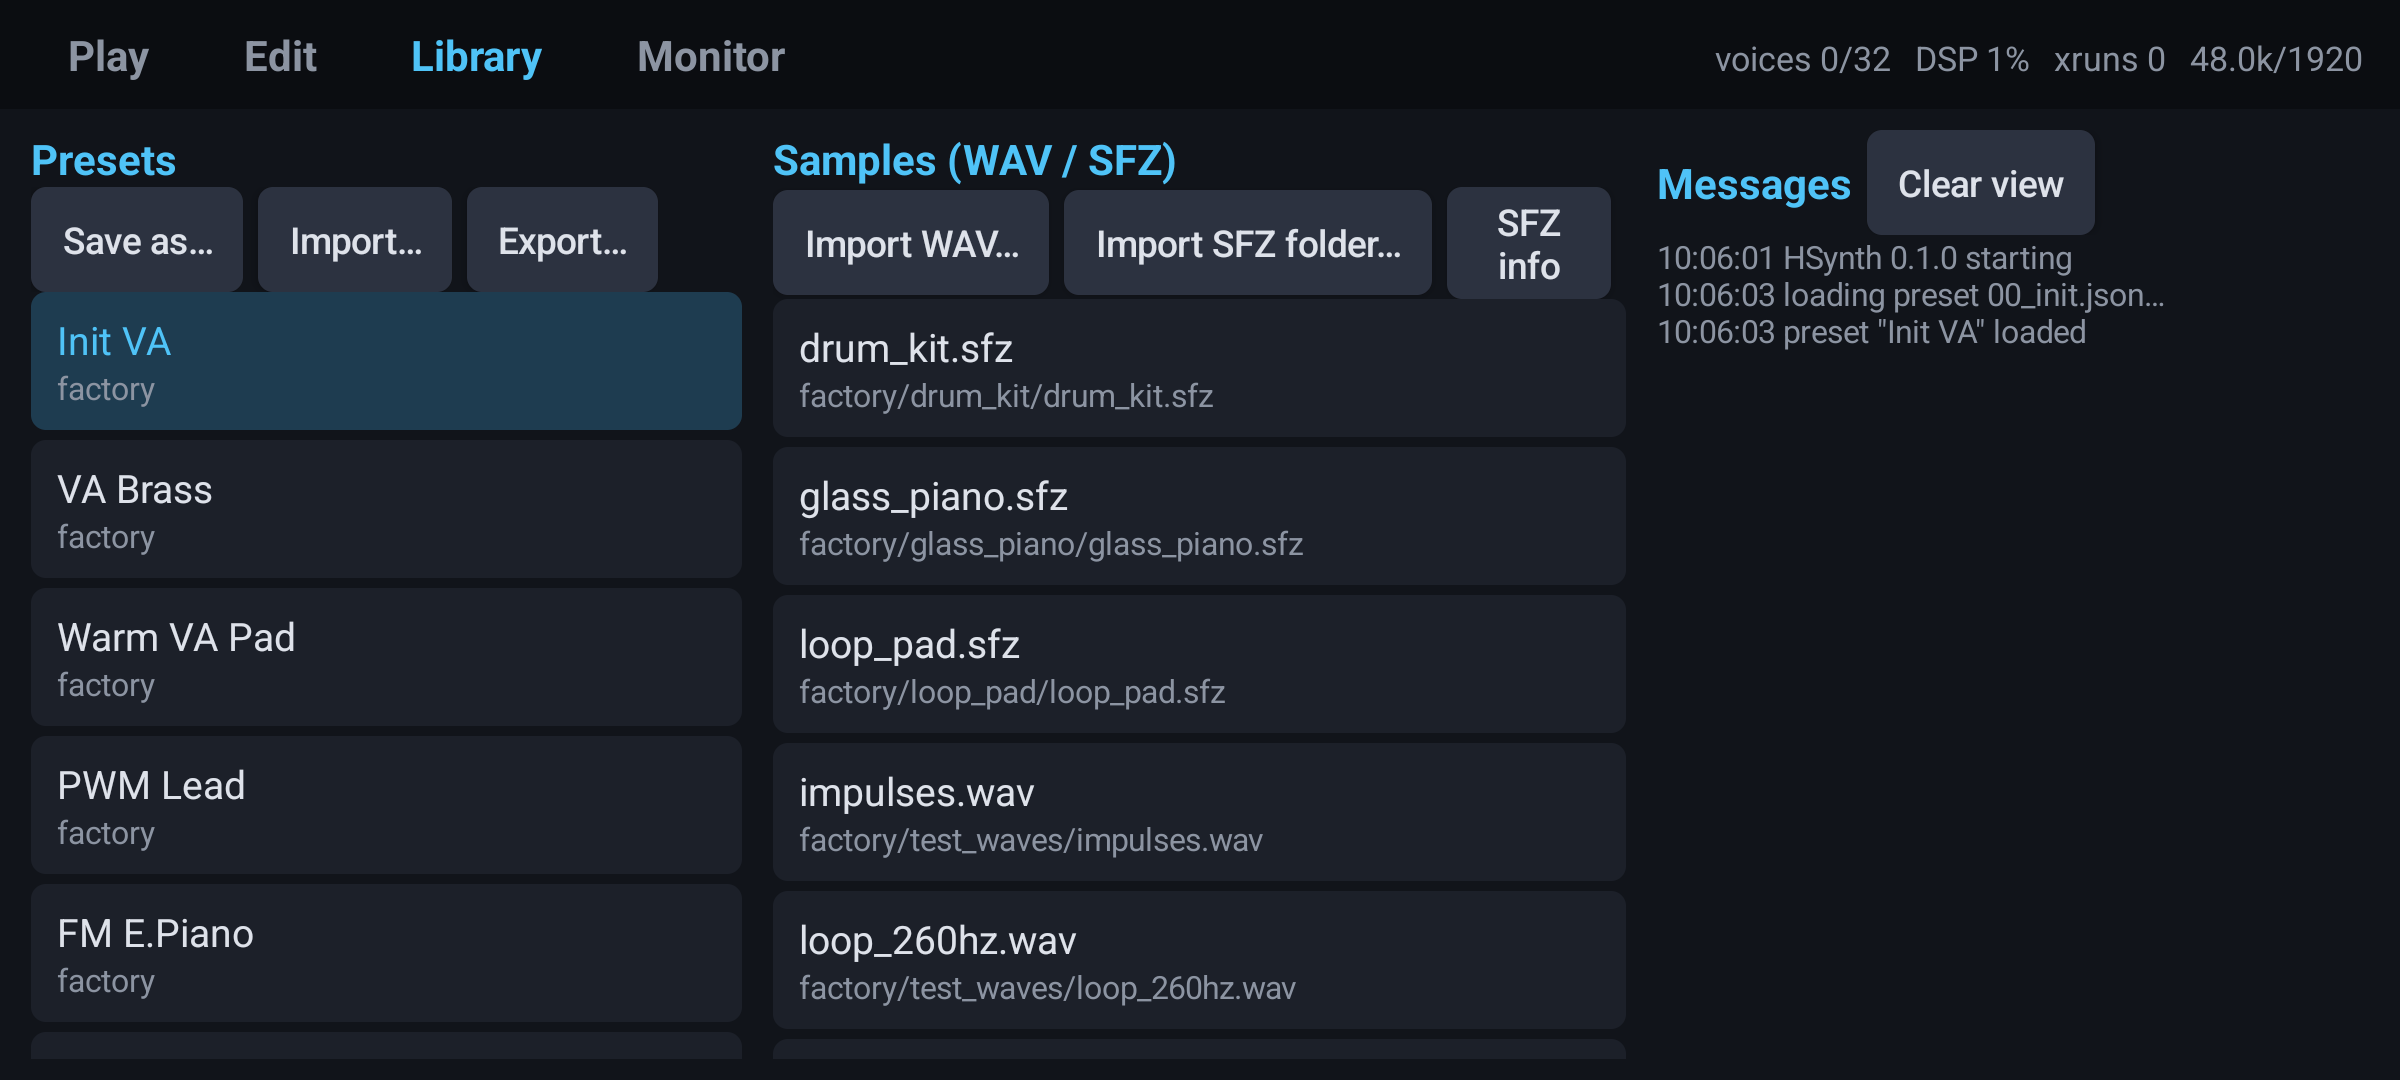 Play Edit Library Monitor voices 0/32 DSP 1% xruns 0 48.0k/1920
Presets
Save as... Import... Export...
Init VA
factory
VA Brass
factory
Warm VA Pad
factory
PWM Lead
factory
FM E.Piano
factory
Samples (WAV / SFZ)
Import WAV... Import SFZ folder... SFZ
info
drum_kit.sfz
factory/drum_kit/drum_kit.sfz
glass_piano.sfz
factory/glass_piano/glass_piano.sfz
loop_pad.sfz
factory/loop_pad/loop_pad.sfz
impulses.wav
factory/test_waves/impulses.wav
loop_260hz.wav
factory/test_waves/loop_260hz.wav
Messages Clear view
10:06:01 HSynth 0.1.0 starting
10:06:03 loading preset 00_init.json...
10:06:03 preset "Init VA" loaded